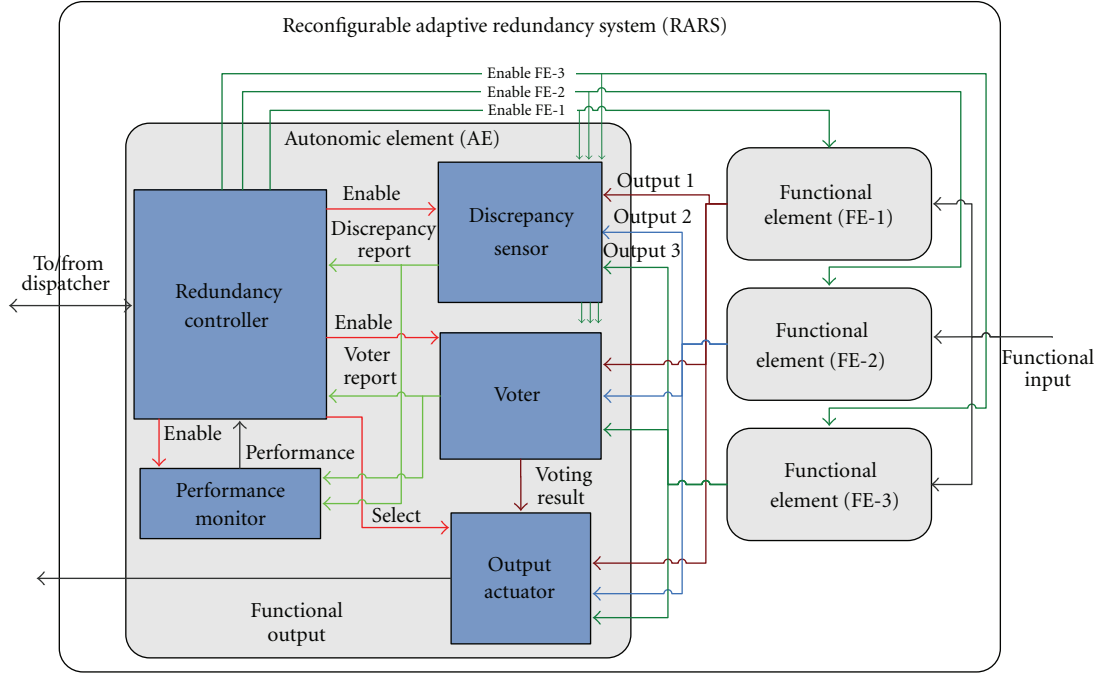 Reconfigurable adaptive redundancy system (RARS)
Enable FE-3
Enable FE-2
Enable FE-1
Autonomic element (AE)
Enable
Discrepancy
report
Discrepancy
sensor
Output 1
Output 2
Output 3
Functional
element (FE-1)
To/from
dispatcher
Redundancy
controller
Enable
Voter
report
Voter
Functional
element (FE-2)
Functional
input
Enable
Performance
Performance
monitor
Select
Voting
result
Functional
element (FE-3)
Output
actuator
Functional
output